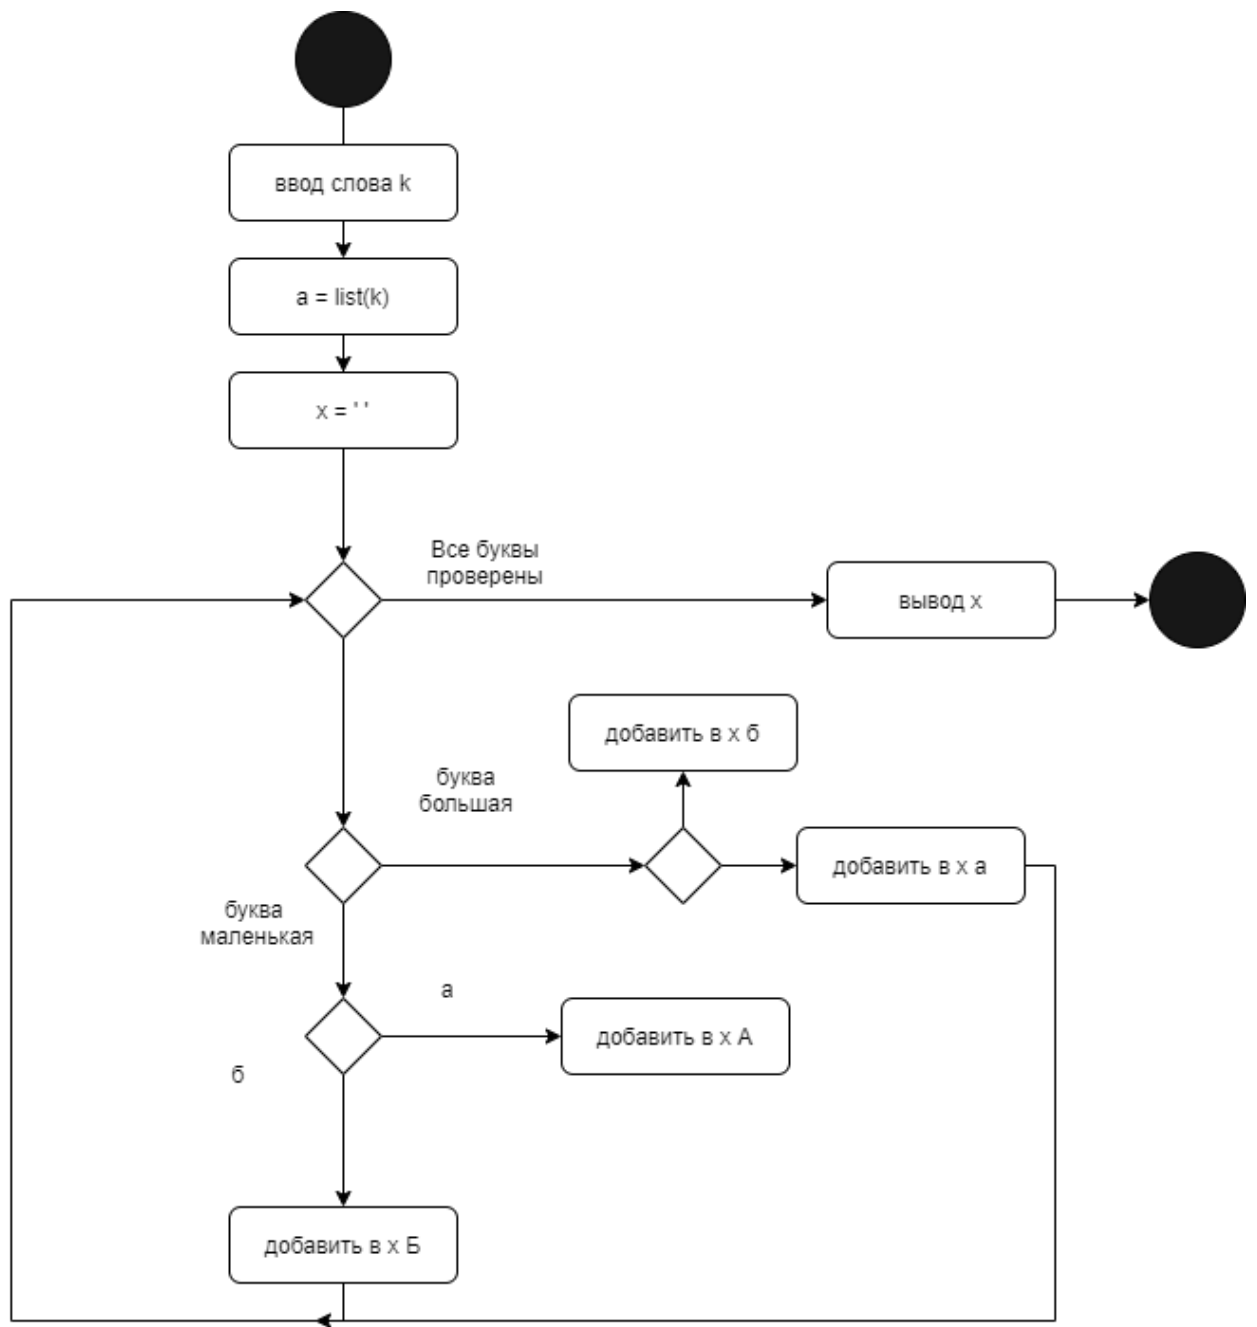 ввод слова k
a = list(k)
x = ' '
Все буквы
проверены
вывод x
добавить в x б
буква
большая
добавить в x а
буква
маленькая
а
добавить в x А
б
добавить в x Б